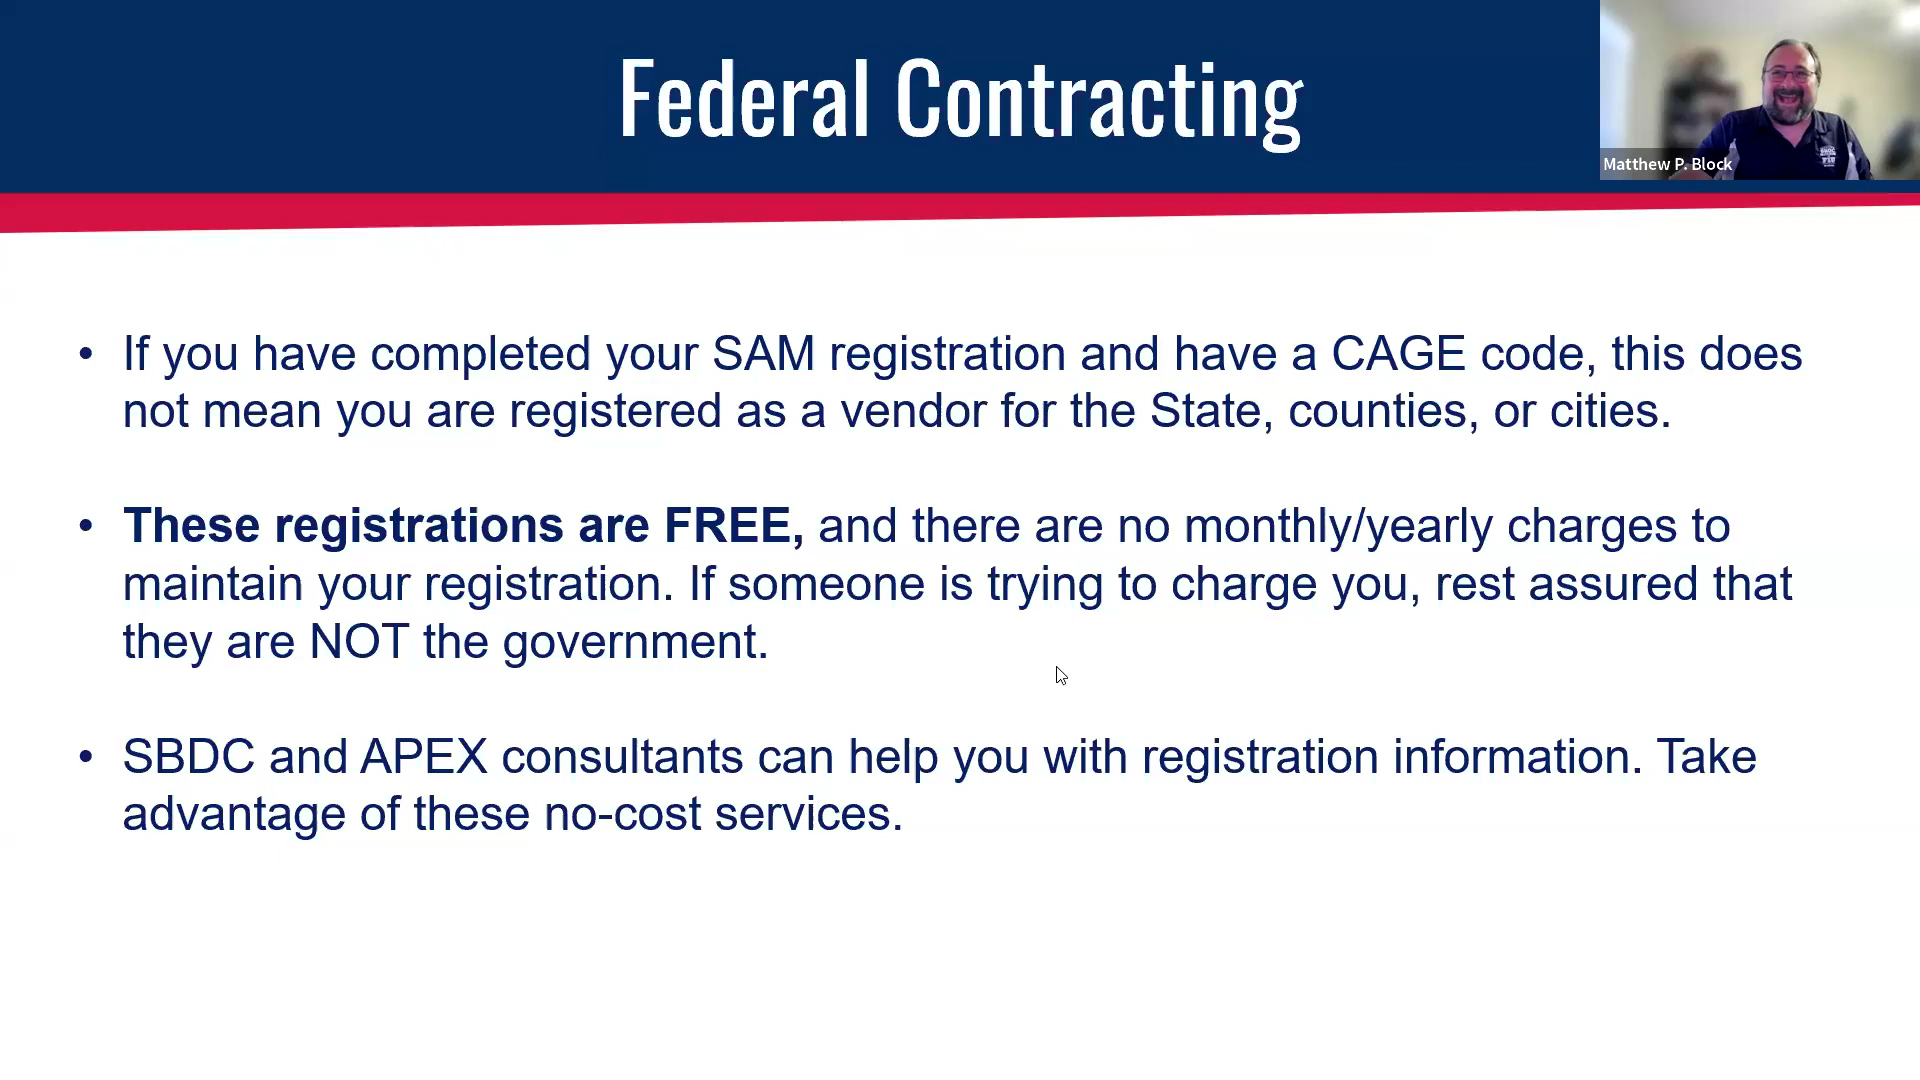 Federal Contracting
Matthew P. Block
• If you have completed your SAM registration and have a CAGE code, this does
not mean you are registered as a vendor for the State, counties, or cities.
• These registrations are FREE, and there are no monthly/yearly charges to
maintain your registration. If someone is trying to charge you, rest assured that
they are NOT the government.
• SBDC and APEX consultants can help you with registration information. Take
advantage of these no-cost services.